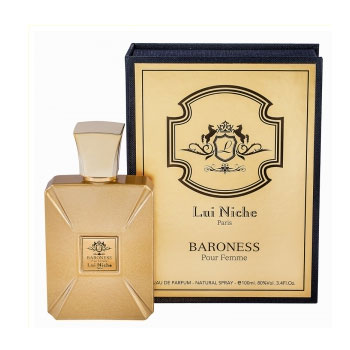 L
Lui Niche
Paris
BARONESS
Pour Femme
EAU DE PARFUM - NATURAL SPRAY - ℮100ml. 80%Vol. 3.4Fl.Oz.
BARONESS
Lui Niche